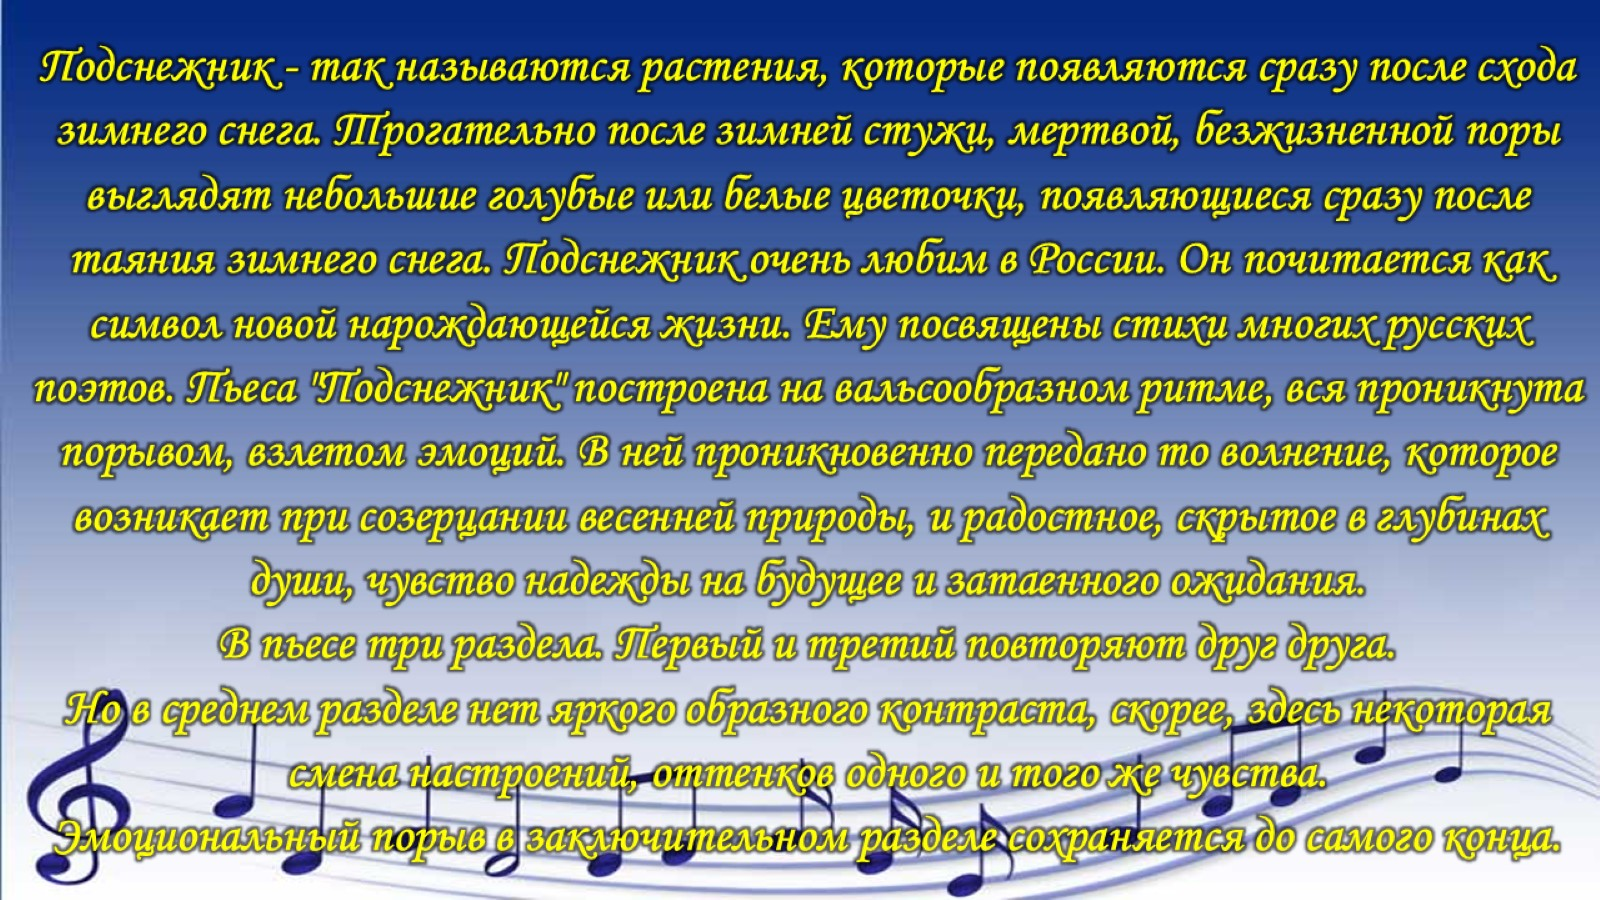 Подснежник - так называются растения, которые появляются сразу после схода
зимнего снега. Трогательно после зимней стужи, мертвой, безжизненной поры
выглядят небольшие голубые или белые цветочки, появляющиеся сразу после
таяния зимнего снега. Подснежник очень любим в России. Он почитается как
символ новой нарождающейся жизни. Ему посвящены стихи многих русских
поэтов. Пьеса "Подснежник" построена на вальсообразном ритме, вся проникнута
порывом, взлетом эмоций. В ней проникновенно передано то волнение, которое
возникает при созерцании весенней природы, и радостное, скрытое в глубинах
души, чувство надежды на будущее и затаенного ожидания.
В пьесе три раздела. Первый и третий повторяют друг друга.
Но в среднем разделе нет яркого образного контраста, скорее, здесь некоторая
смена настроений, оттенков одного и того же чувства.
Эмоциональный порыв в заключительном разделе сохраняется до самого конца.